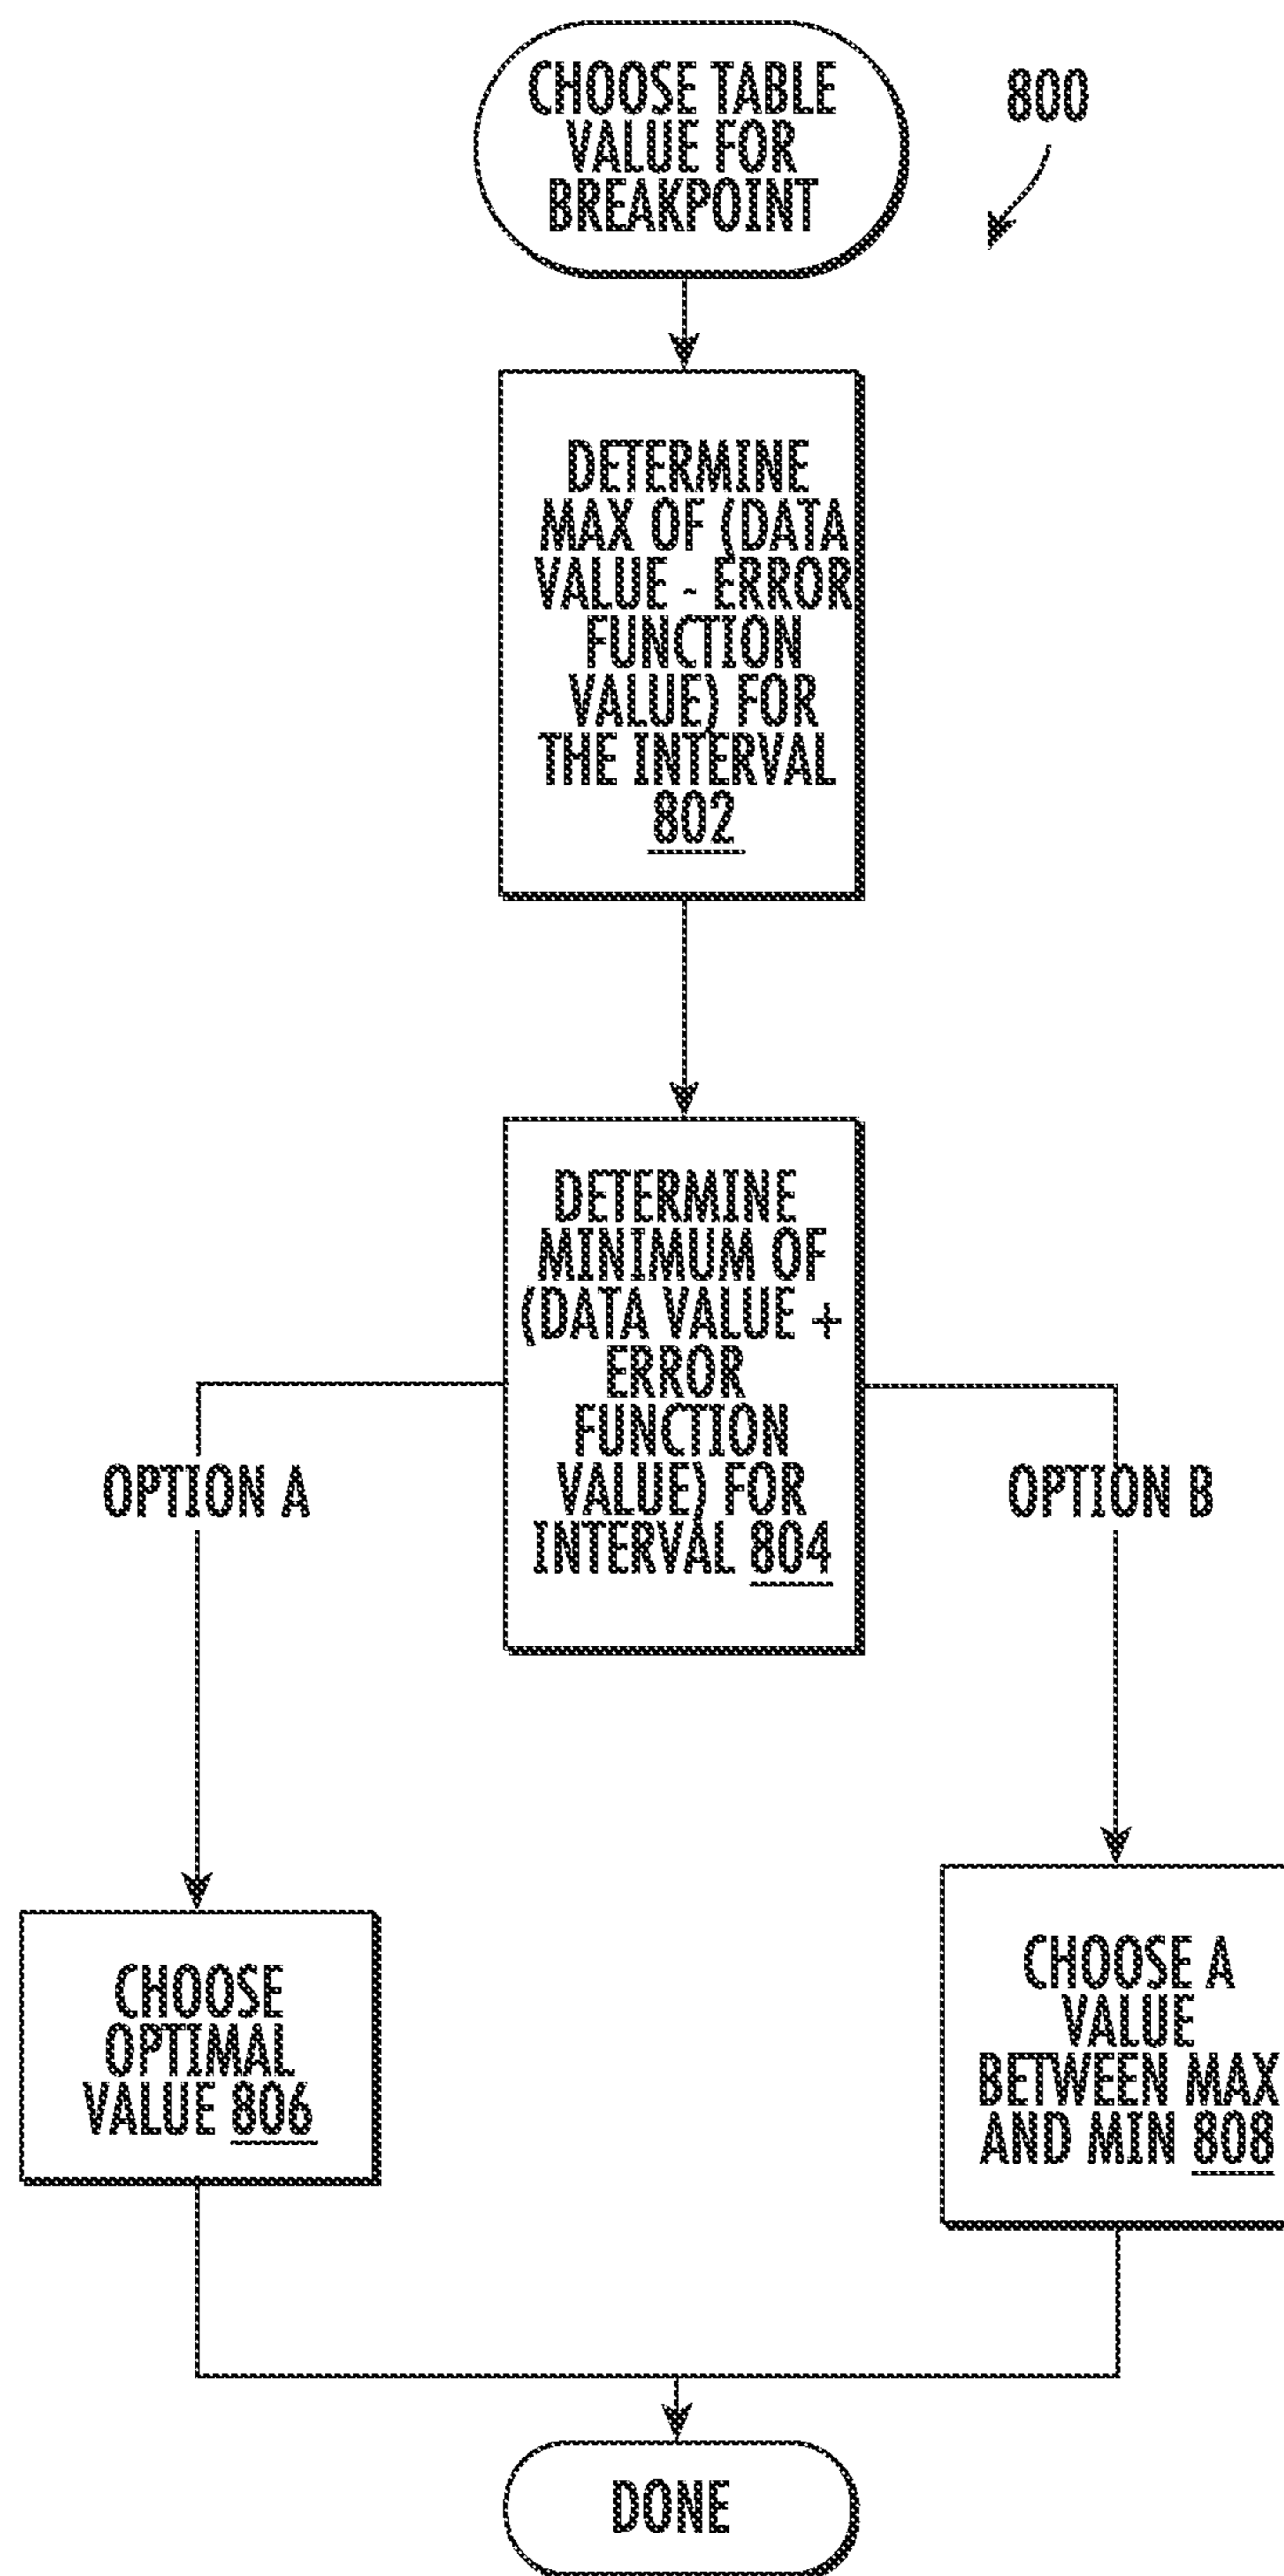 CHOOSE TABLE
VALUE FOR
BREAKPOINT
800
DETERMINE
MAX OF (DATA
VALUE - ERROR
FUNCTION
VALUE) FOR
THE INTERVAL
802
DETERMINE
MINIMUM OF
(DATA VALUE +
ERROR
FUNCTION
VALUE) FOR
INTERVAL 804
OPTION A
OPTION B
CHOOSE
OPTIMAL
VALUE 806
CHOOSE A
VALUE
BETWEEN MAX
AND MIN 808
DONE